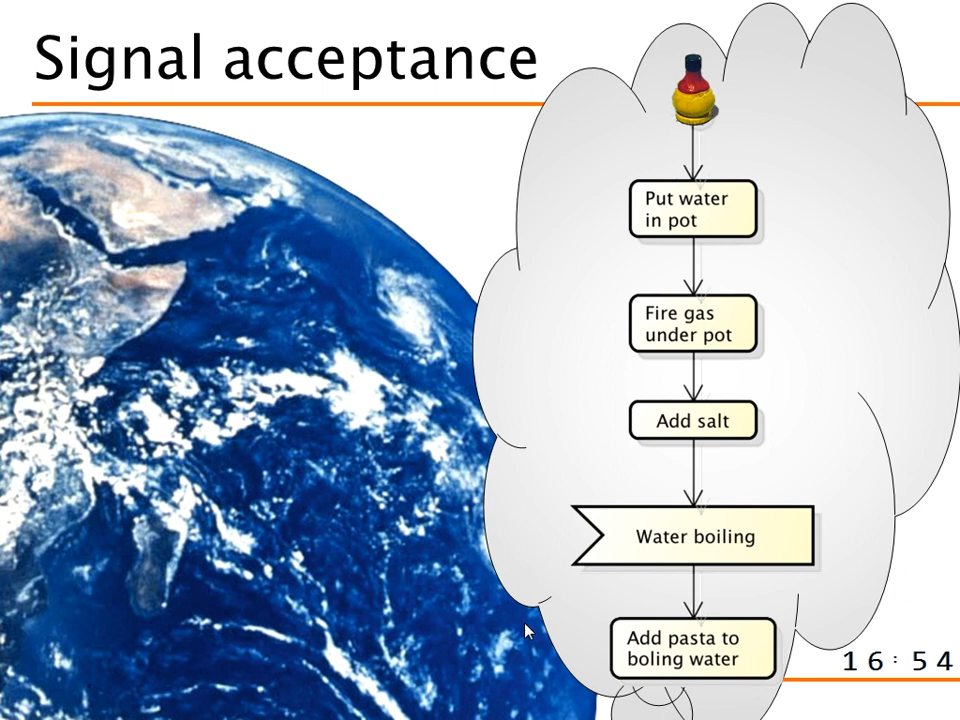 Signal acceptance
Put water
in pot
Fire gas
under pot
Add salt
Water boiling
Add pasta to
boling water
16:54